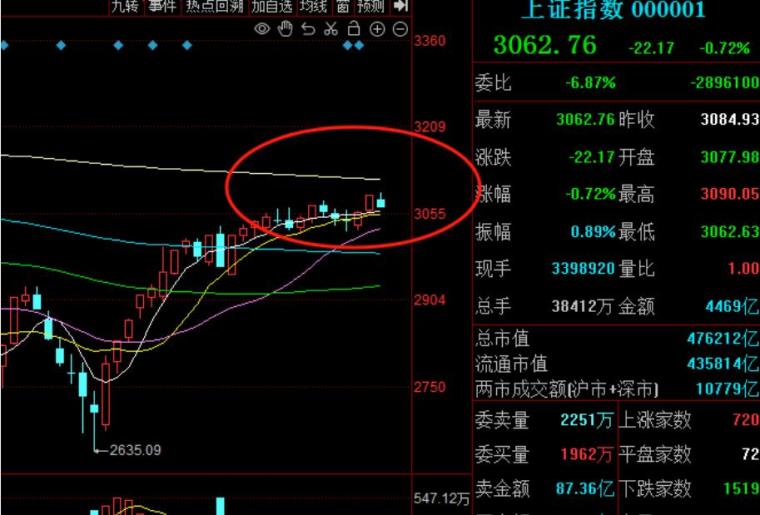 九转 事件 热点回溯 加自选 均线 窗 预测
3360
3209
3055
2904
2750
2635.09
547.12万
上证指数 000001
3062.76 -22.17 -0.72%
委比 -6.87% -2896100
最新 3062.76 昨收 3084.93
涨跌 -22.17 开盘 3077.98
涨幅 -0.72% 最高 3090.05
振幅 0.89% 最低 3062.63
现手 3398920 量比 1.00
总手 38412万 金额 4469亿
总市值 476212亿
流通市值 435814亿
两市成交额(沪市+深市) 10779亿
委卖量 2251万 上涨家数 720
委买量 1962万 平盘家数 72
卖金额 87.36亿 下跌家数 1519